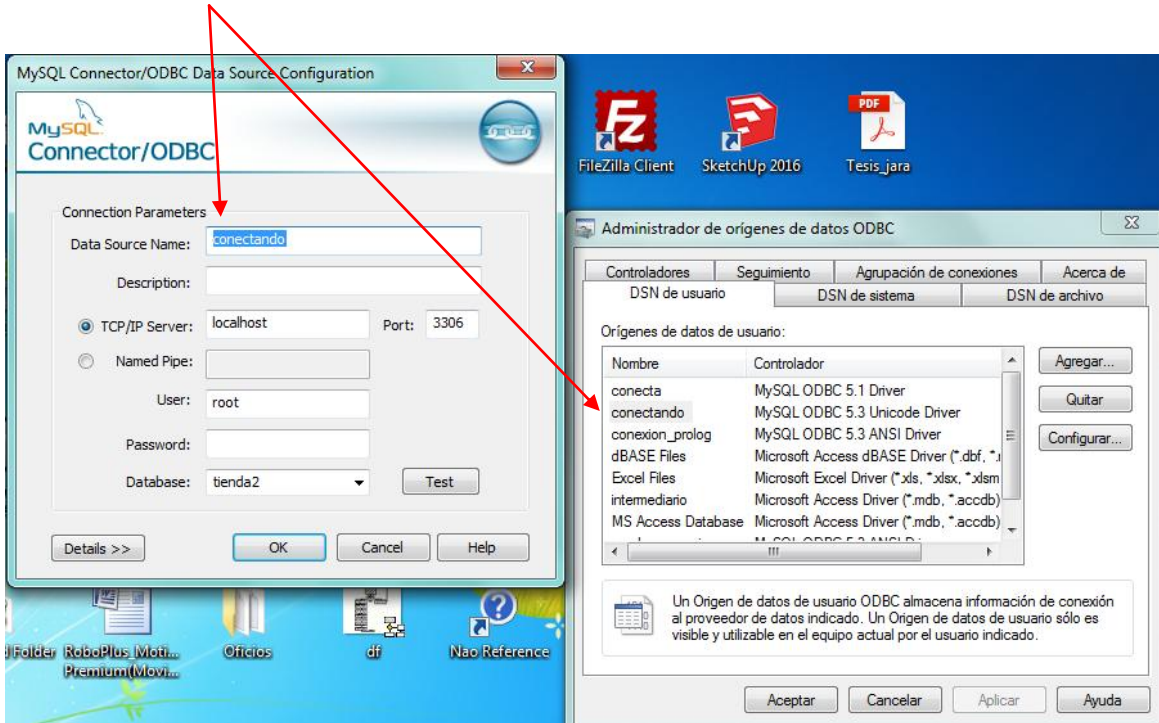 MySQL Connector/ODBC Data Source Configuration
MySQL
Connector/ODBC
Connection Parameters
Data Source Name: conectando
Description:
TCP/IP Server: localhost Port: 3306
Named Pipe:
User: root
Password:
Database: tienda2 Test
Details >> OK Cancel Help
FileZilla Client SketchUp 2016 Tesis_jara
PDF
Administrador de orígenes de datos ODBC
Controladores Seguimiento Agrupación de conexiones Acerca de
DSN de usuario DSN de sistema DSN de archivo
Orígenes de datos de usuario:
Nombre Controlador
conecta MySQL ODBC 5.1 Driver
conectando MySQL ODBC 5.3 Unicode Driver
conexion_prolog MySQL ODBC 5.3 ANSI Driver
dBASE Files Microsoft Access dBASE Driver (*.dbf, *.
Excel Files Microsoft Excel Driver (*.xls, *.xlsx, *.xlsm
intermediario Microsoft Access Driver (*.mdb, *.accdb)
MS Access Database Microsoft Access Driver (*.mdb, *.accdb)
Agregar...
Quitar
Configurar...
Un Origen de datos de usuario ODBC almacena información de conexión
al proveedor de datos indicado. Un Origen de datos de usuario sólo es
visible y utilizable en el equipo actual por el usuario indicado.
Aceptar Cancelar Aplicar Ayuda
Folder RoboPlus_Moti... Oficios df Nao Reference
Premium(Movi...